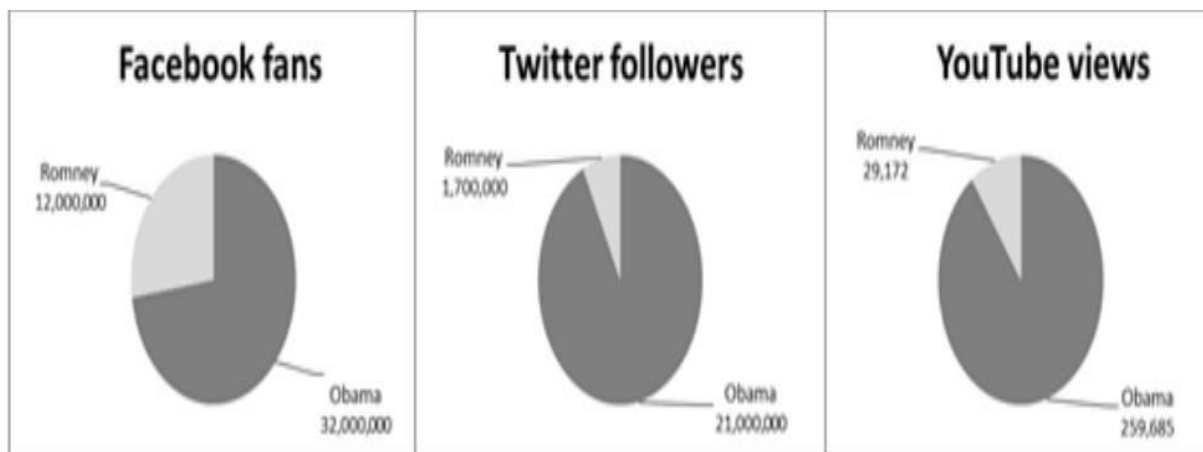 Facebook fans
Romney
12,000,000
Obama
32,000,000
Twitter followers
Romney
1,700,000
Obama
21,000,000
YouTube views
Romney
29,172
Obama
259,685